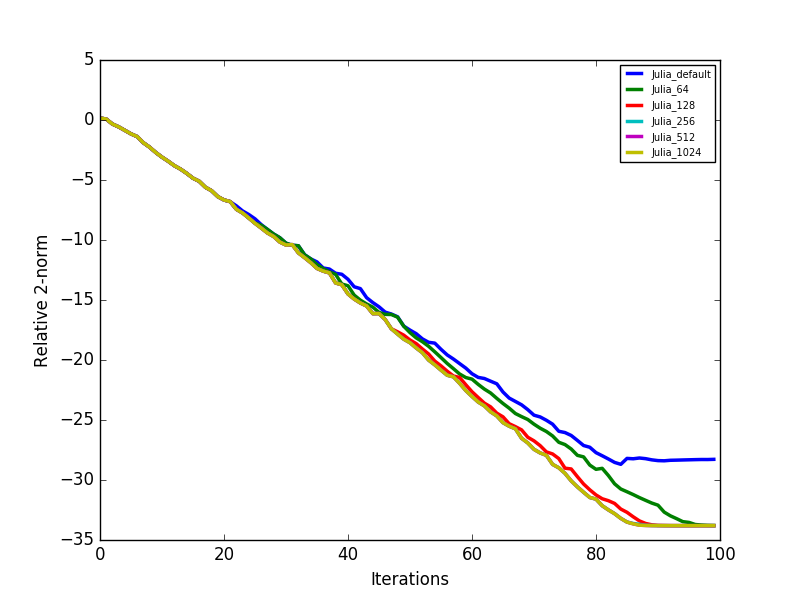 5
0
−5
−10
−15
−20
−25
−30
−35
0 20 40 60 80 100
Relative 2-norm
Iterations
Julia_default
Julia_64
Julia_128
Julia_256
Julia_512
Julia_1024